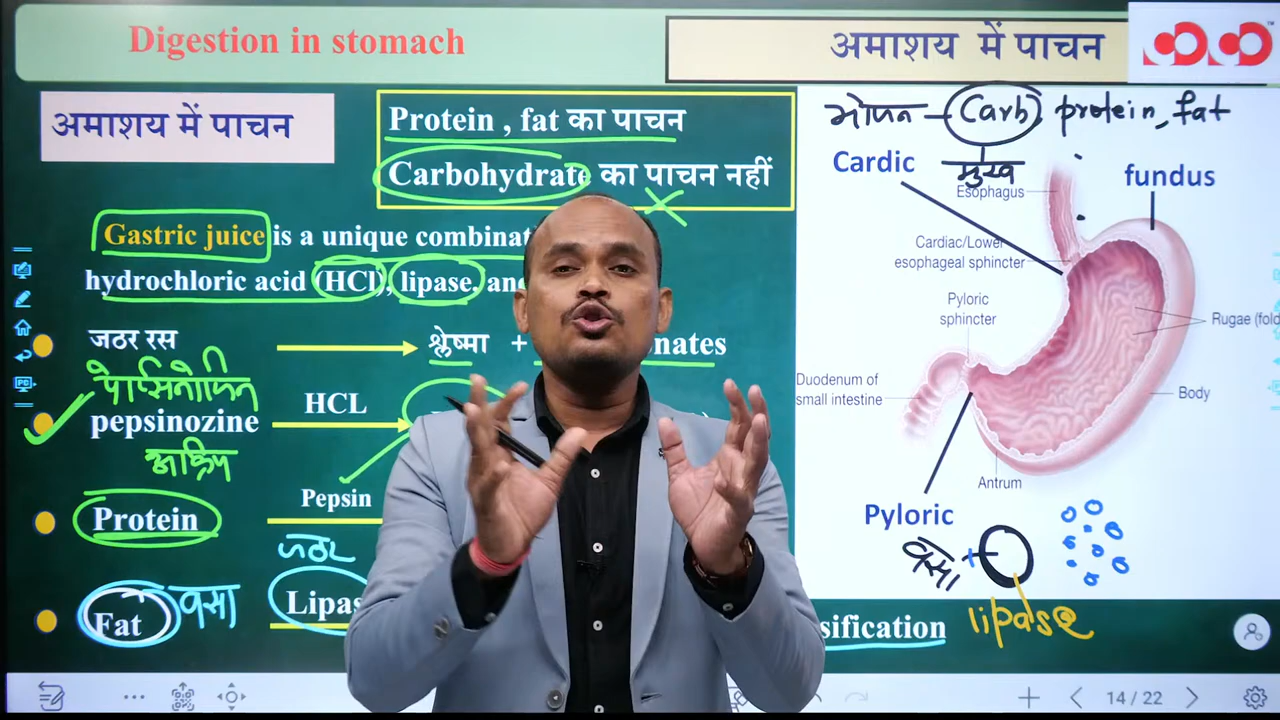 Digestion in stomach
अमाशय में पाचन
अमाशय में पाचन
Protein , fat का पाचन
Carbohydrate का पाचन नहीं
भोजन - Carb, protein, fat
मुख
Gastric juice is a unique combinat
hydrochloric acid (HCl), lipase, and
जठर रस
श्लेष्मा + nates
पेप्सिनोजिन
pepsinozine
HCL
Pepsin
Protein
जठर
Fat वसा
Lipas
sification
Cardic
fundus
Esophagus
Cardiac/Lower
esophageal sphincter
Pyloric
sphincter
Rugae (fold
Duodenum of
small intestine
Body
Antrum
Pyloric
वसा
lipase
14 / 22